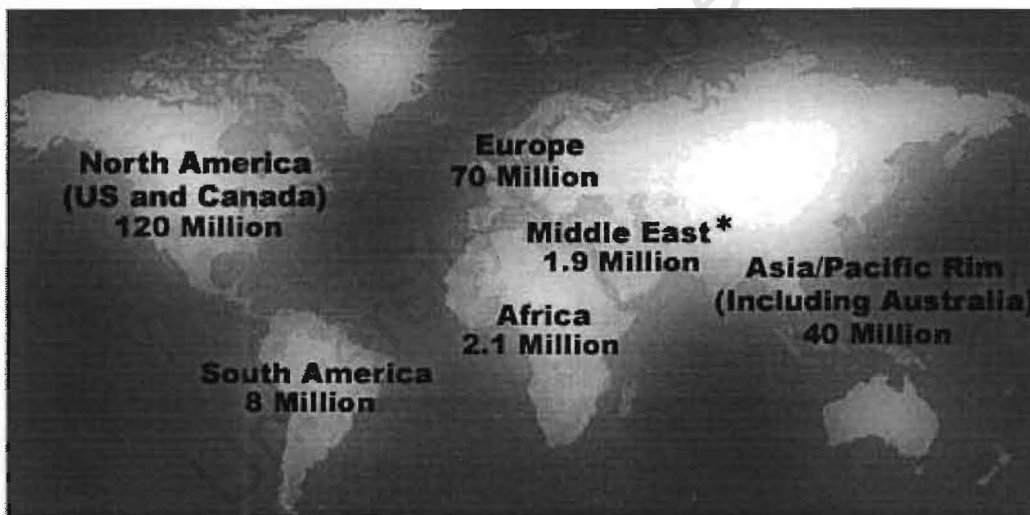 North America
(US and Canada)
120 Million
Europe
70 Million
Middle East*
1.9 Million
Asia/Pacific Rim
(Including Australia)
40 Million
Africa
2.1 Million
South America
8 Million